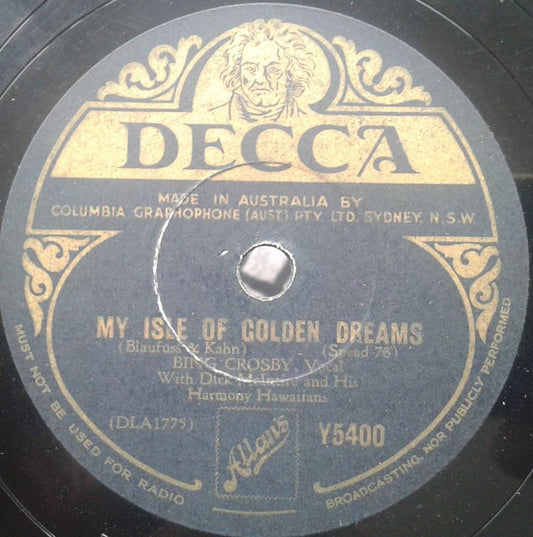 DECCA
MADE IN AUSTRALIA BY
COLUMBIA GRAPHOPHONE (AUST.) PTY. LTD. SYDNEY, N.S.W.
MY ISLE OF GOLDEN DREAMS
(Blaufuss & Kahn) (Speed 78)
BING CROSBY, Vocal
With Dick McIntire and His
Harmony Hawaiians
(DLA1775)
Allans
Y5400
MUST NOT BE USED FOR RADIO BROADCASTING, NOR PUBLICLY PERFORMED